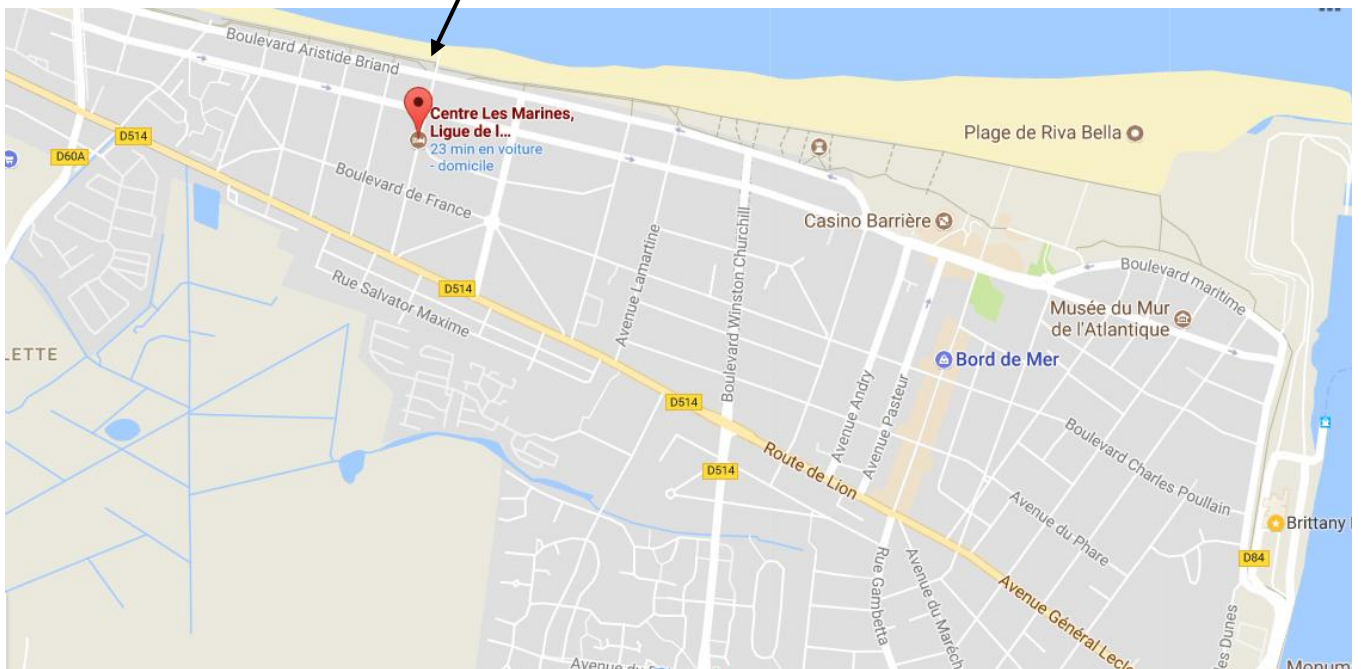 Boulevard Aristide Briand
Centre Les Marines,
Ligue de l...
23 min en voiture
- domicile
Plage de Riva Bella
D514
D60A
Boulevard de France
Casino Barrière
Boulevard maritime
Avenue Lamartine
Boulevard Winston Churchill
D514
Rue Salvator Maxime
Musée du Mur
de l'Atlantique
LETTE
Bord de Mer
Avenue Andry
Avenue Pasteur
D514
Boulevard Charles Poullain
Route de Lion
D514
Avenue du Phare
Brittany
D84
Rue Gambetta
Avenue du Maréch
Avenue Général Lecle
es Dunes
Avenue du
Monum